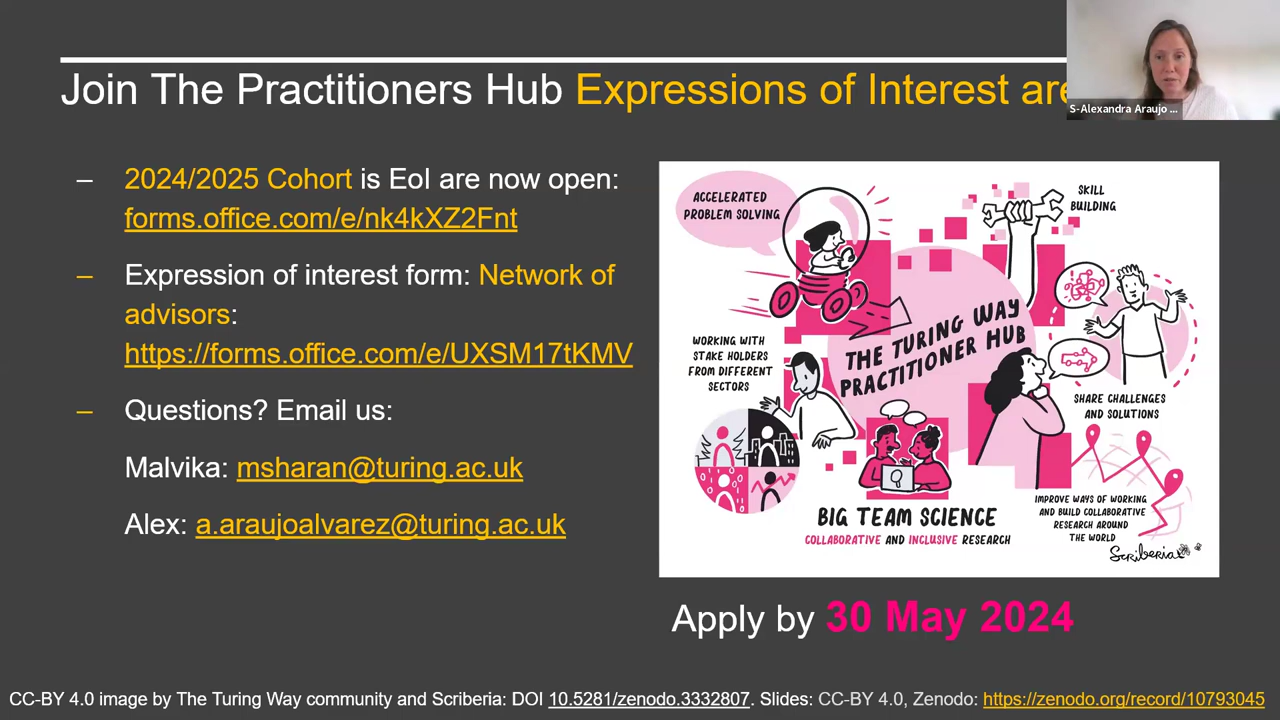 Join The Practitioners Hub Expressions of Interest are
S-Alexandra Araujo ...
– 2024/2025 Cohort is EoI are now open:
forms.office.com/e/nk4kXZ2Fnt
– Expression of interest form: Network of
advisors:
https://forms.office.com/e/UXSM17tKMV
– Questions? Email us:
Malvika: msharan@turing.ac.uk
Alex: a.araujoalvarez@turing.ac.uk
ACCELERATED
PROBLEM SOLVING
SKILL
BUILDING
THE TURING WAY
PRACTITIONER HUB
WORKING WITH
STAKE HOLDERS
FROM DIFFERENT
SECTORS
SHARE CHALLENGES
AND SOLUTIONS
BIG TEAM SCIENCE
COLLABORATIVE AND INCLUSIVE RESEARCH
IMPROVE WAYS OF WORKING
AND BUILD COLLABORATIVE
RESEARCH AROUND
THE WORLD
Scriberia
Apply by 30 May 2024
CC-BY 4.0 image by The Turing Way community and Scriberia: DOI 10.5281/zenodo.3332807. Slides: CC-BY 4.0, Zenodo: https://zenodo.org/record/10793045